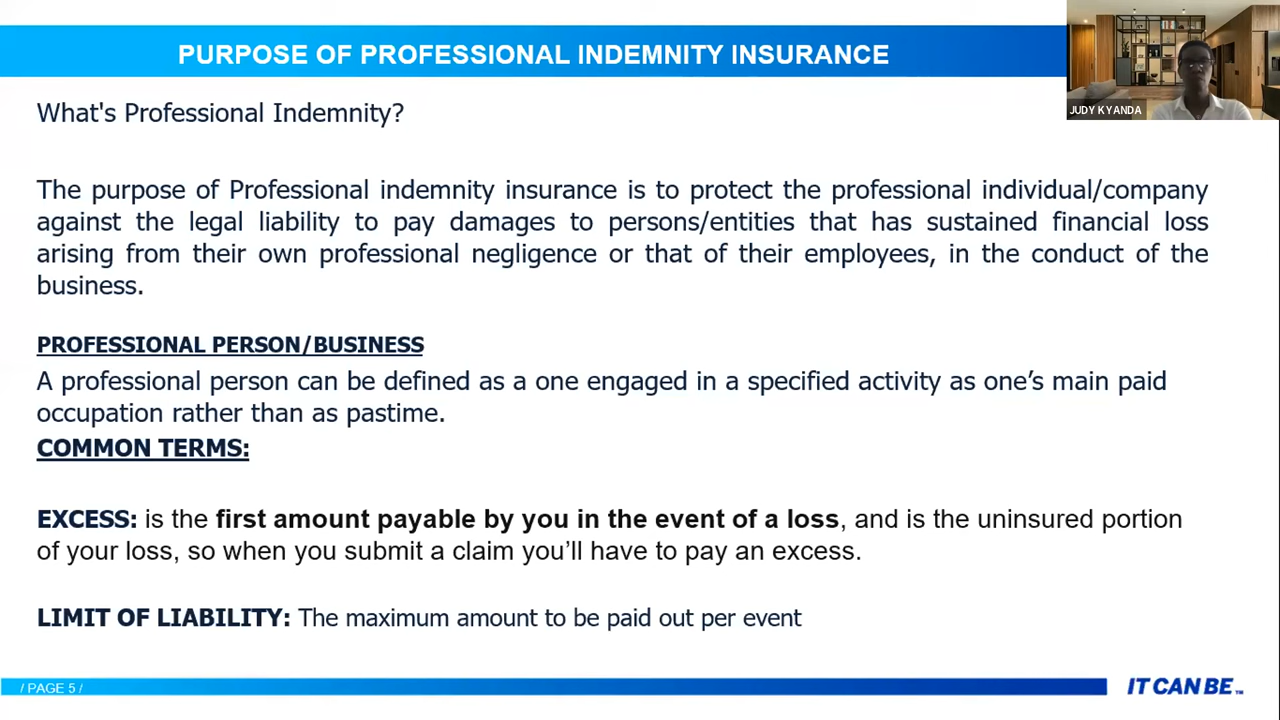 PURPOSE OF PROFESSIONAL INDEMNITY INSURANCE
JUDY KYANDA
What's Professional Indemnity?
The purpose of Professional indemnity insurance is to protect the professional individual/company
against the legal liability to pay damages to persons/entities that has sustained financial loss
arising from their own professional negligence or that of their employees, in the conduct of the
business.
PROFESSIONAL PERSON/BUSINESS
A professional person can be defined as a one engaged in a specified activity as one’s main paid
occupation rather than as pastime.
COMMON TERMS:
EXCESS: is the first amount payable by you in the event of a loss, and is the uninsured portion
of your loss, so when you submit a claim you’ll have to pay an excess.
LIMIT OF LIABILITY: The maximum amount to be paid out per event
/ PAGE 5 /
IT CAN BE™